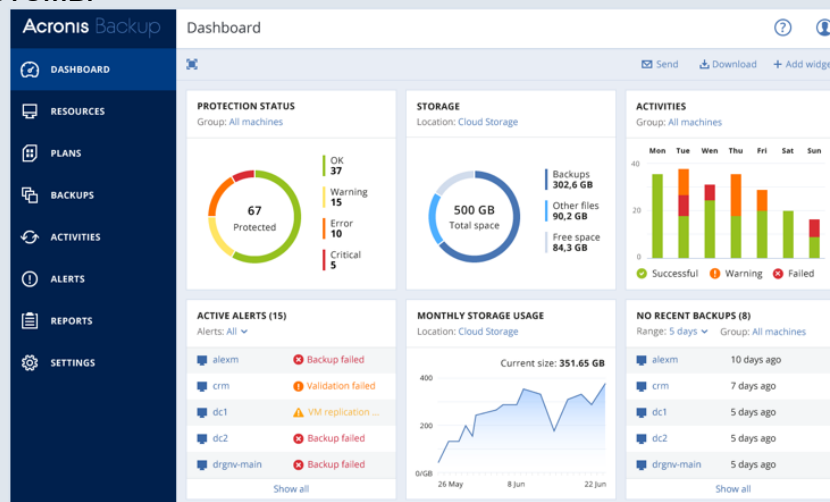 Acronis Backup
Dashboard
DASHBOARD
RESOURCES
PLANS
BACKUPS
ACTIVITIES
ALERTS
REPORTS
SETTINGS
Send
Download
+ Add widge
PROTECTION STATUS
Group: All machines
67
Protected
OK
37
Warning
15
Error
10
Critical
5
STORAGE
Location: Cloud Storage
500 GB
Total space
Backups
302,6 GB
Other files
90,2 GB
Free space
84,3 GB
ACTIVITIES
Group: All machines
Mon Tue Wen Thu Fri Sat Sun
40
20
0
Successful Warning Failed
ACTIVE ALERTS (15)
Alerts: All
alexm Backup failed
crm Validation failed
dc1 VM replication ...
dc2 Backup failed
drgnv-main Backup failed
Show all
MONTHLY STORAGE USAGE
Location: Cloud Storage
Current size: 351.65 GB
400
200
0/GB
26 May 8 Jun 22 Jun
NO RECENT BACKUPS (8)
Range: 5 days Group: All machines
alexm 10 days ago
crm 7 days ago
dc1 5 days ago
dc2 5 days ago
drgnv-main 5 days ago
Show all